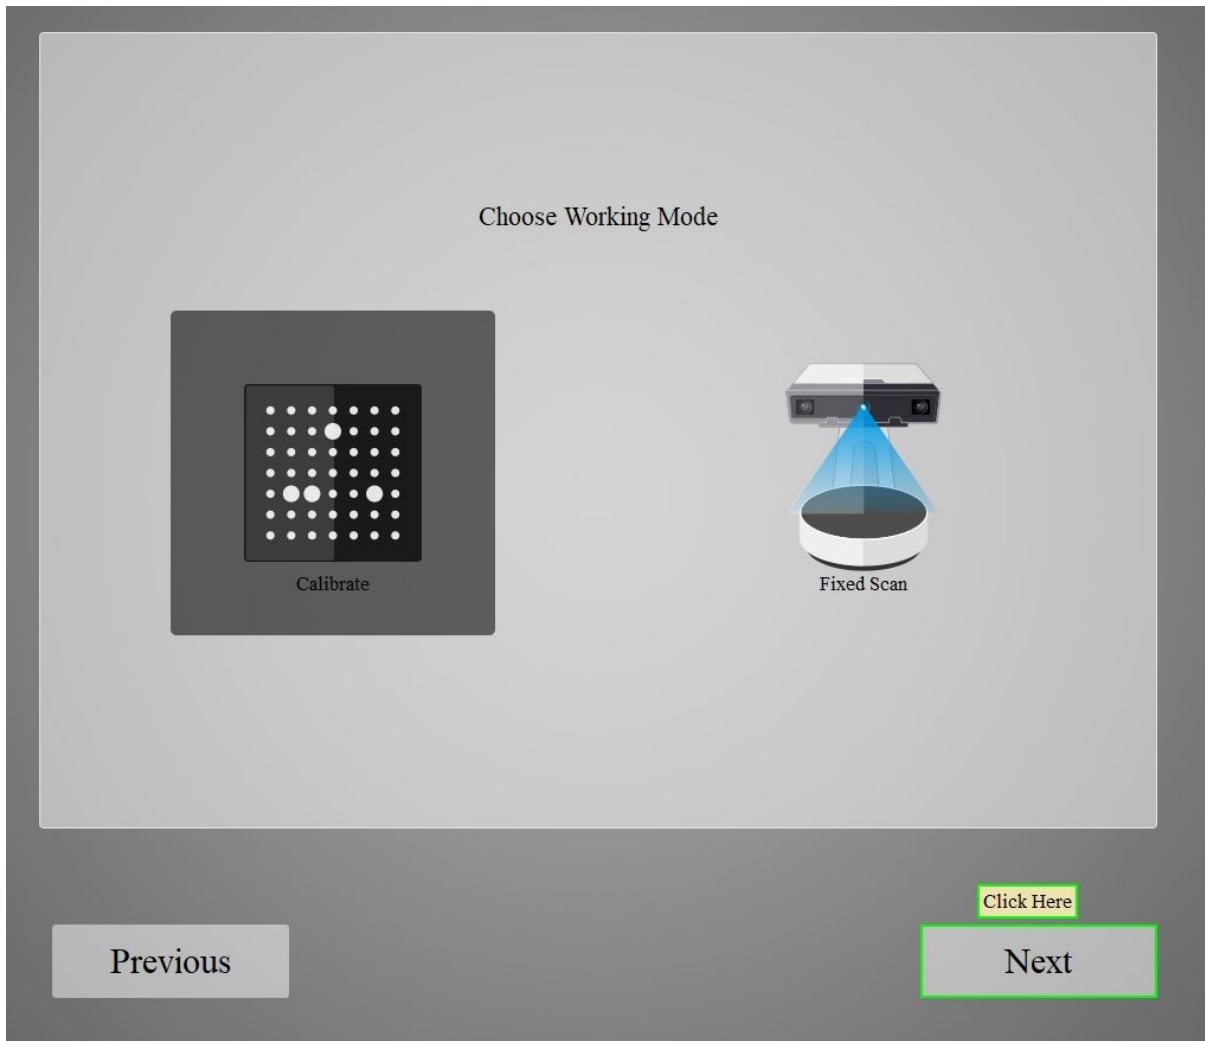 Choose Working Mode
Calibrate
Fixed Scan
Click Here
Previous
Next